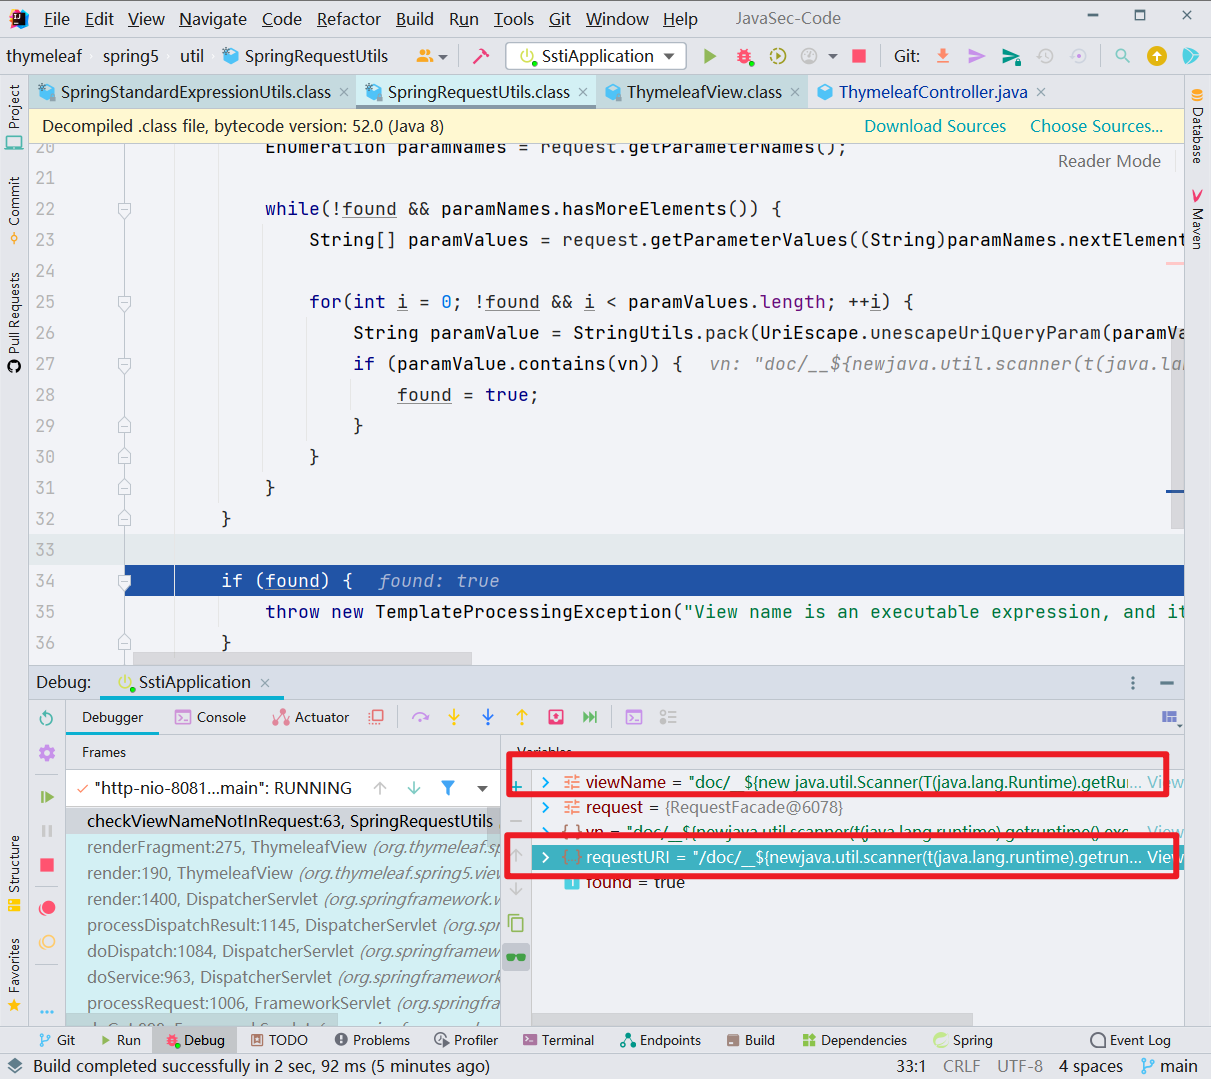 File Edit View Navigate Code Refactor Build Run Tools Git Window Help JavaSec-Code
thymeleaf spring5 util SpringRequestUtils SstiApplication Git:
SpringStandardExpressionUtils.class SpringRequestUtils.class ThymeleafView.class ThymeleafController.java
Decompiled .class file, bytecode version: 52.0 (Java 8) Download Sources Choose Sources...
Reader Mode
20 Enumeration paramNames = request.getParameterNames();
21
22 while(!found && paramNames.hasMoreElements()) {
23 String[] paramValues = request.getParameterValues((String)paramNames.nextElement
24
25 for(int i = 0; !found && i < paramValues.length; ++i) {
26 String paramValue = StringUtils.pack(UriEscape.unescapeUriQueryParam(paramVa
27 if (paramValue.contains(vn)) { vn: "doc/__${newjava.util.scanner(t(java.lan
28 found = true;
29 }
30 }
31 }
32 }
33
34 if (found) { found: true
35 throw new TemplateProcessingException("View name is an executable expression, and it
36 }
Project
Commit
Pull Requests
Structure
Favorites
Database
Maven
Debug: SstiApplication
Debugger Console Actuator
Frames
Variables
"http-nio-8081...main": RUNNING
checkViewNameNotInRequest:63, SpringRequestUtils
renderFragment:275, ThymeleafView (org.thymeleaf.sp
render:190, ThymeleafView (org.thymeleaf.spring5.view
render:1400, DispatcherServlet (org.springframework.w
processDispatchResult:1145, DispatcherServlet (org.spr
doDispatch:1084, DispatcherServlet (org.springframew
doService:963, DispatcherServlet (org.springframework
processRequest:1006, FrameworkServlet (org.springfra
viewName = "doc/__${new java.util.Scanner(T(java.lang.Runtime).getRu... View
request = {RequestFacade@6078}
vn = "doc/__${newjava.util.scanner(t(java.lang.runtime).getruntime().exe... View
requestURI = "/doc/__${newjava.util.scanner(t(java.lang.runtime).getrun... View
found = true
Git Run Debug TODO Problems Profiler Terminal Endpoints Build Dependencies Spring Event Log
Build completed successfully in 2 sec, 92 ms (5 minutes ago) 33:1 CRLF UTF-8 4 spaces main